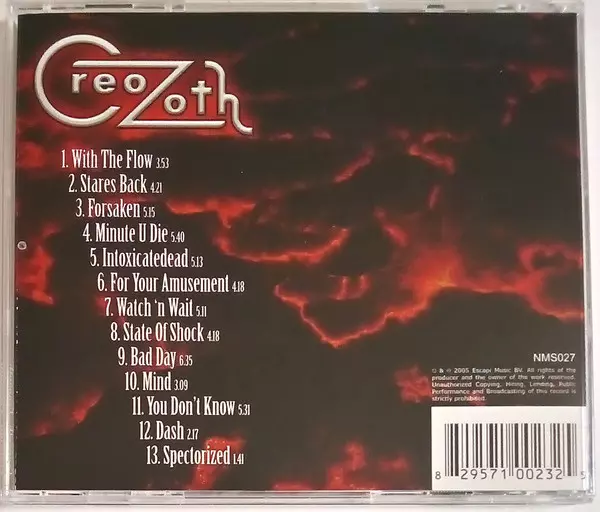 CreoZoth
1. With The Flow 3:53
2. Stares Back 4:21
3. Forsaken 5:15
4. Minute U Die 5:40
5. Intoxicatedead 5:13
6. For Your Amusement 4:18
7. Watch 'n Wait 5:11
8. State Of Shock 4:18
9. Bad Day 6:35
10. Mind 3:09
11. You Don't Know 5:31
12. Dash 2:17
13. Spectorized 1:41
NMS027
© & ℗ 2005 Escape Music BV. All rights of the
producer and the owner of the work reserved.
Unauthorized Copying, Hiring, Lending, Public
Performance and Broadcasting of this record is
strictly prohibited.
8 29571 00232 5